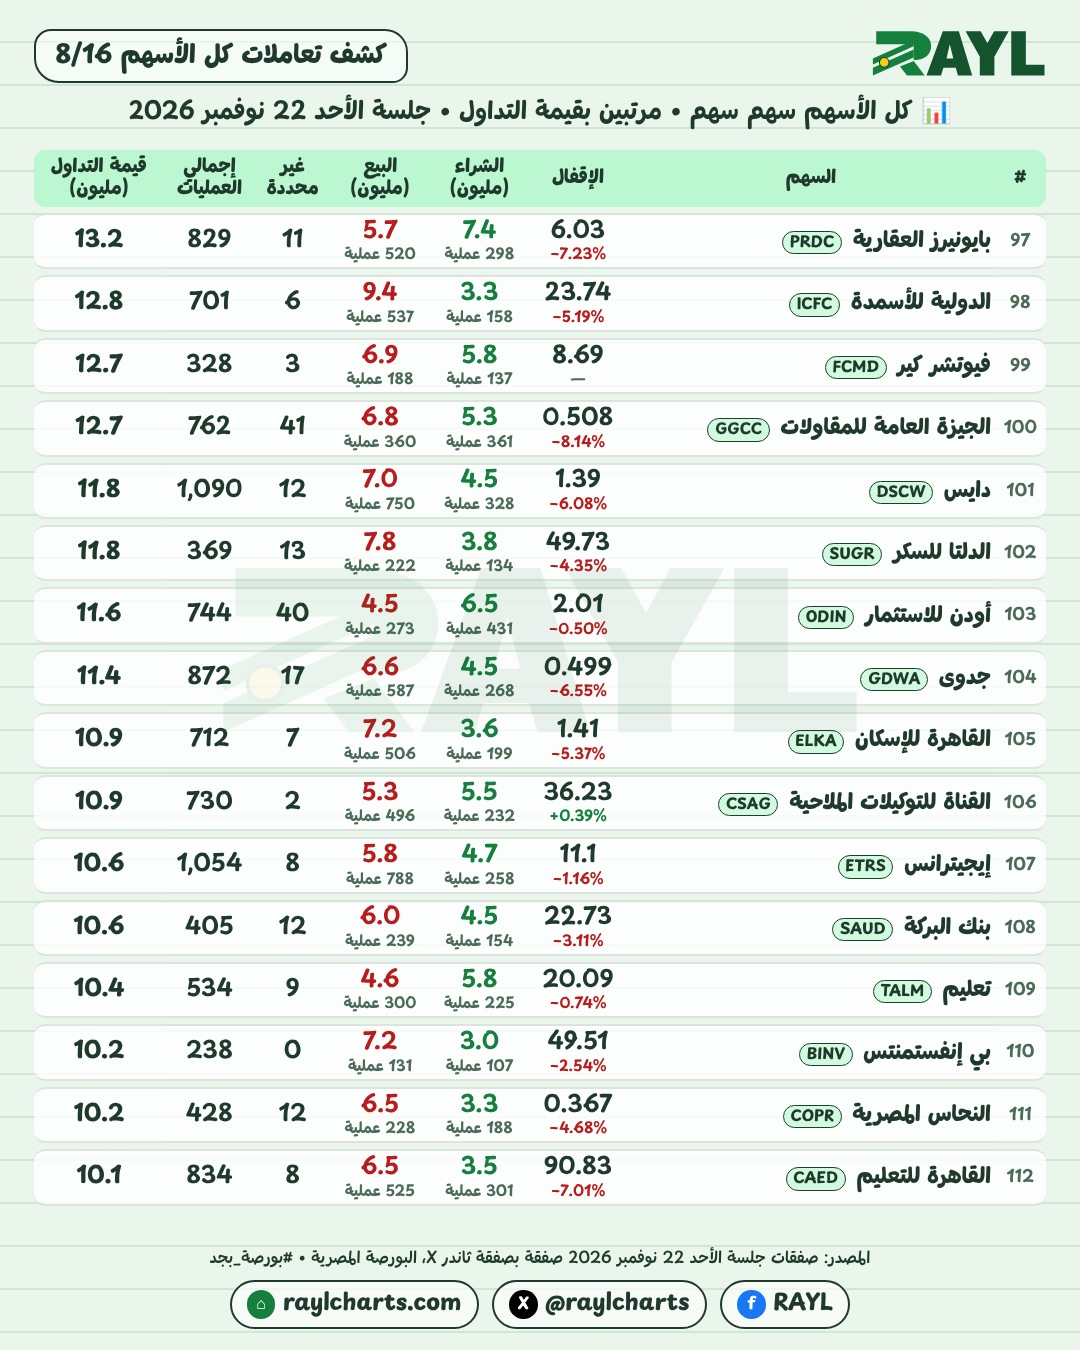 RAYL
كشف تعاملات كل الأسهم 8/16
📊 كل الأسهم سهم سهم • مرتبين بقيمة التداول • جلسة الأحد 22 نوفمبر 2026
# السهم الإقفال الشراء (مليون) البيع (مليون) غير محددة إجمالي العمليات قيمة التداول (مليون)
97 بايونيرز العقارية PRDC 6.03 7.4 5.7 11 829 13.2
-7.23% 298 عملية 520 عملية
98 الدولية للأسمدة ICFC 23.74 3.3 9.4 6 701 12.8
-5.19% 158 عملية 537 عملية
99 فيوتشر كير FCMD 8.69 5.8 6.9 3 328 12.7
— 137 عملية 188 عملية
100 الجيزة العامة للمقاولات GGCC 0.508 5.3 6.8 41 762 12.7
-8.14% 361 عملية 360 عملية
101 دايس DSCW 1.39 4.5 7.0 12 1,090 11.8
-6.08% 328 عملية 750 عملية
102 الدلتا للسكر SUGR 49.73 3.8 7.8 13 369 11.8
-4.35% 134 عملية 222 عملية
103 أودن للاستثمار ODIN 2.01 6.5 4.5 40 744 11.6
-0.50% 431 عملية 273 عملية
104 جدوى GDWA 0.499 4.5 6.6 17 872 11.4
-6.55% 268 عملية 587 عملية
105 القاهرة للإسكان ELKA 1.41 3.6 7.2 7 712 10.9
-5.37% 199 عملية 506 عملية
106 القناة للتوكيلات الملاحية CSAG 36.23 5.5 5.3 2 730 10.9
+0.39% 232 عملية 496 عملية
107 إيجيترانس ETRS 11.1 4.7 5.8 8 1,054 10.6
-1.16% 258 عملية 788 عملية
108 بنك البركة SAUD 22.73 4.5 6.0 12 405 10.6
-3.11% 154 عملية 239 عملية
109 تعليم TALM 20.09 5.8 4.6 9 534 10.4
-0.74% 225 عملية 300 عملية
110 بي إنفستمنتس BINV 49.51 3.0 7.2 0 238 10.2
-2.54% 107 عملية 131 عملية
111 النحاس المصرية COPR 0.367 3.3 6.5 12 428 10.2
-4.68% 188 عملية 228 عملية
112 القاهرة للتعليم CAED 90.83 3.5 6.5 8 834 10.1
-7.01% 301 عملية 525 عملية
المصدر: صفقات جلسة الأحد 22 نوفمبر 2026 صفقة بصفقة ثاندر X، البورصة المصرية • #بورصة_بجد
raylcharts.com @raylcharts RAYL